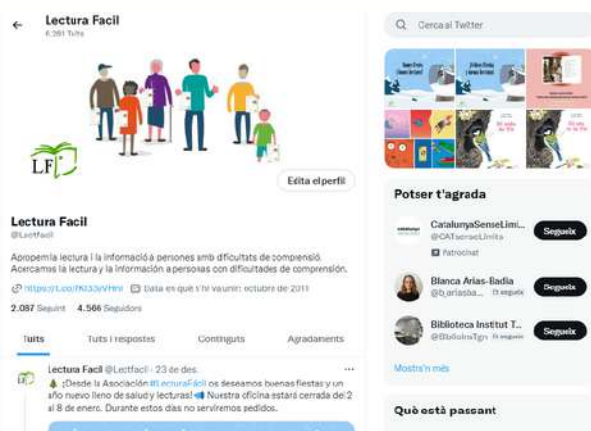 Lectura Facil
6.281 Tuits
LF
Edita el perfil
Lectura Facil
@Lectfacil
Apropem la lectura i la informació a persones amb dificultats de comprensió.
Acercamos la lectura y la información a personas con dificultades de comprensión.
Data en què s'hi va unir: octubre de 2011
2.087 Seguint 4.566 Seguidors
Tuits Tuits i respostes Continguts Agradaments
Lectura Facil @Lectfacil · 23 de des.
¡Desde la Asociación #LecturaFácil os deseamos buenas fiestas y un
año nuevo lleno de salud y lecturas! Nuestra oficina estará cerrada del 2
al 8 de enero. Durante estos días no serviremos pedidos.
Cerca al Twitter
Potser t'agrada
CatalunyaSenseLími...
@CATsenseLimits
Patrocinat
Segueix
Blanca Arias-Badia
@b_ariasba... Et segueix
Segueix
Biblioteca Institut T...
@BiblioInsTgn Et segueix
Segueix
Mostra'n més
Què està passant